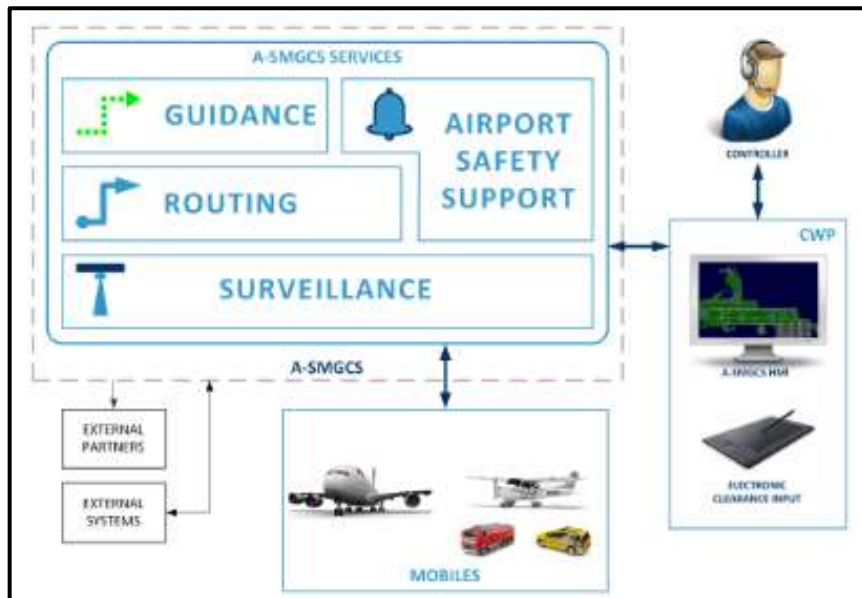 A-SMGCS SERVICES
GUIDANCE
AIRPORT
SAFETY
SUPPORT
ROUTING
SURVEILLANCE
A-SMGCS
CONTROLLER
CWP
A-SMGCS HMI
ELECTRONIC
CLEARANCE INPUT
EXTERNAL
PARTNERS
EXTERNAL
SYSTEMS
MOBILES